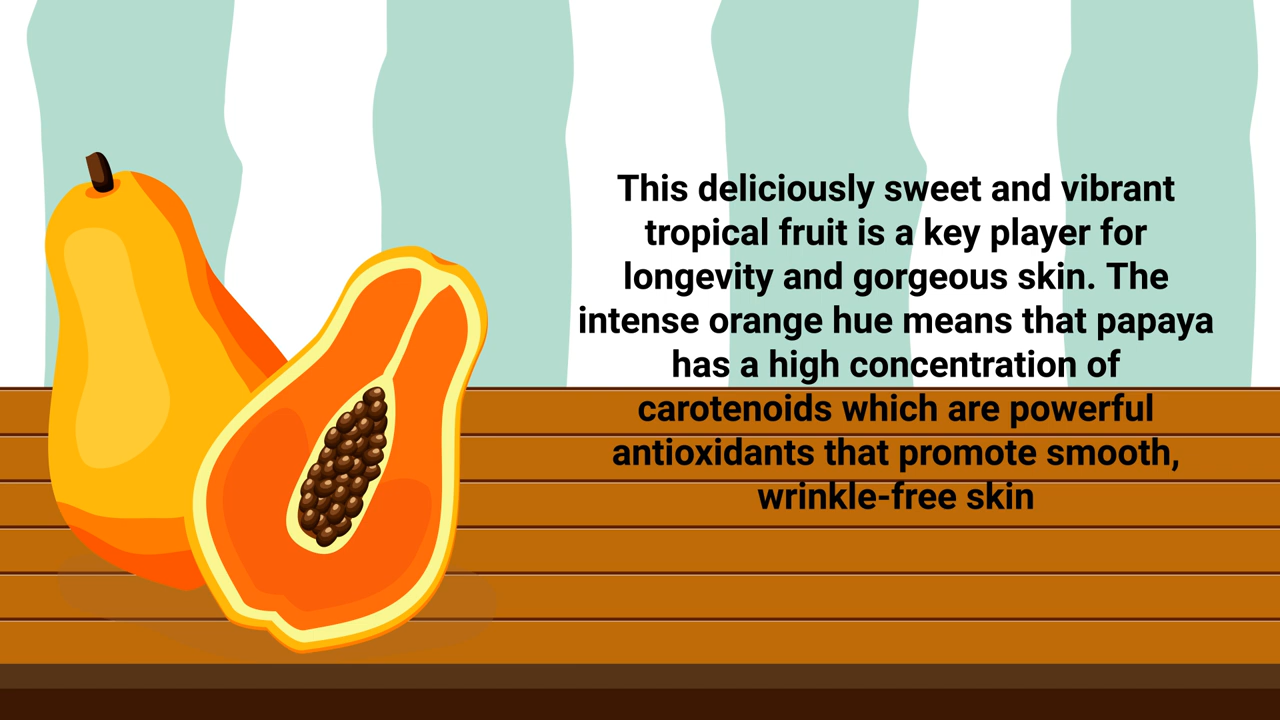 This deliciously sweet and vibrant
tropical fruit is a key player for
longevity and gorgeous skin. The
intense orange hue means that papaya
has a high concentration of
carotenoids which are powerful
antioxidants that promote smooth,
wrinkle-free skin